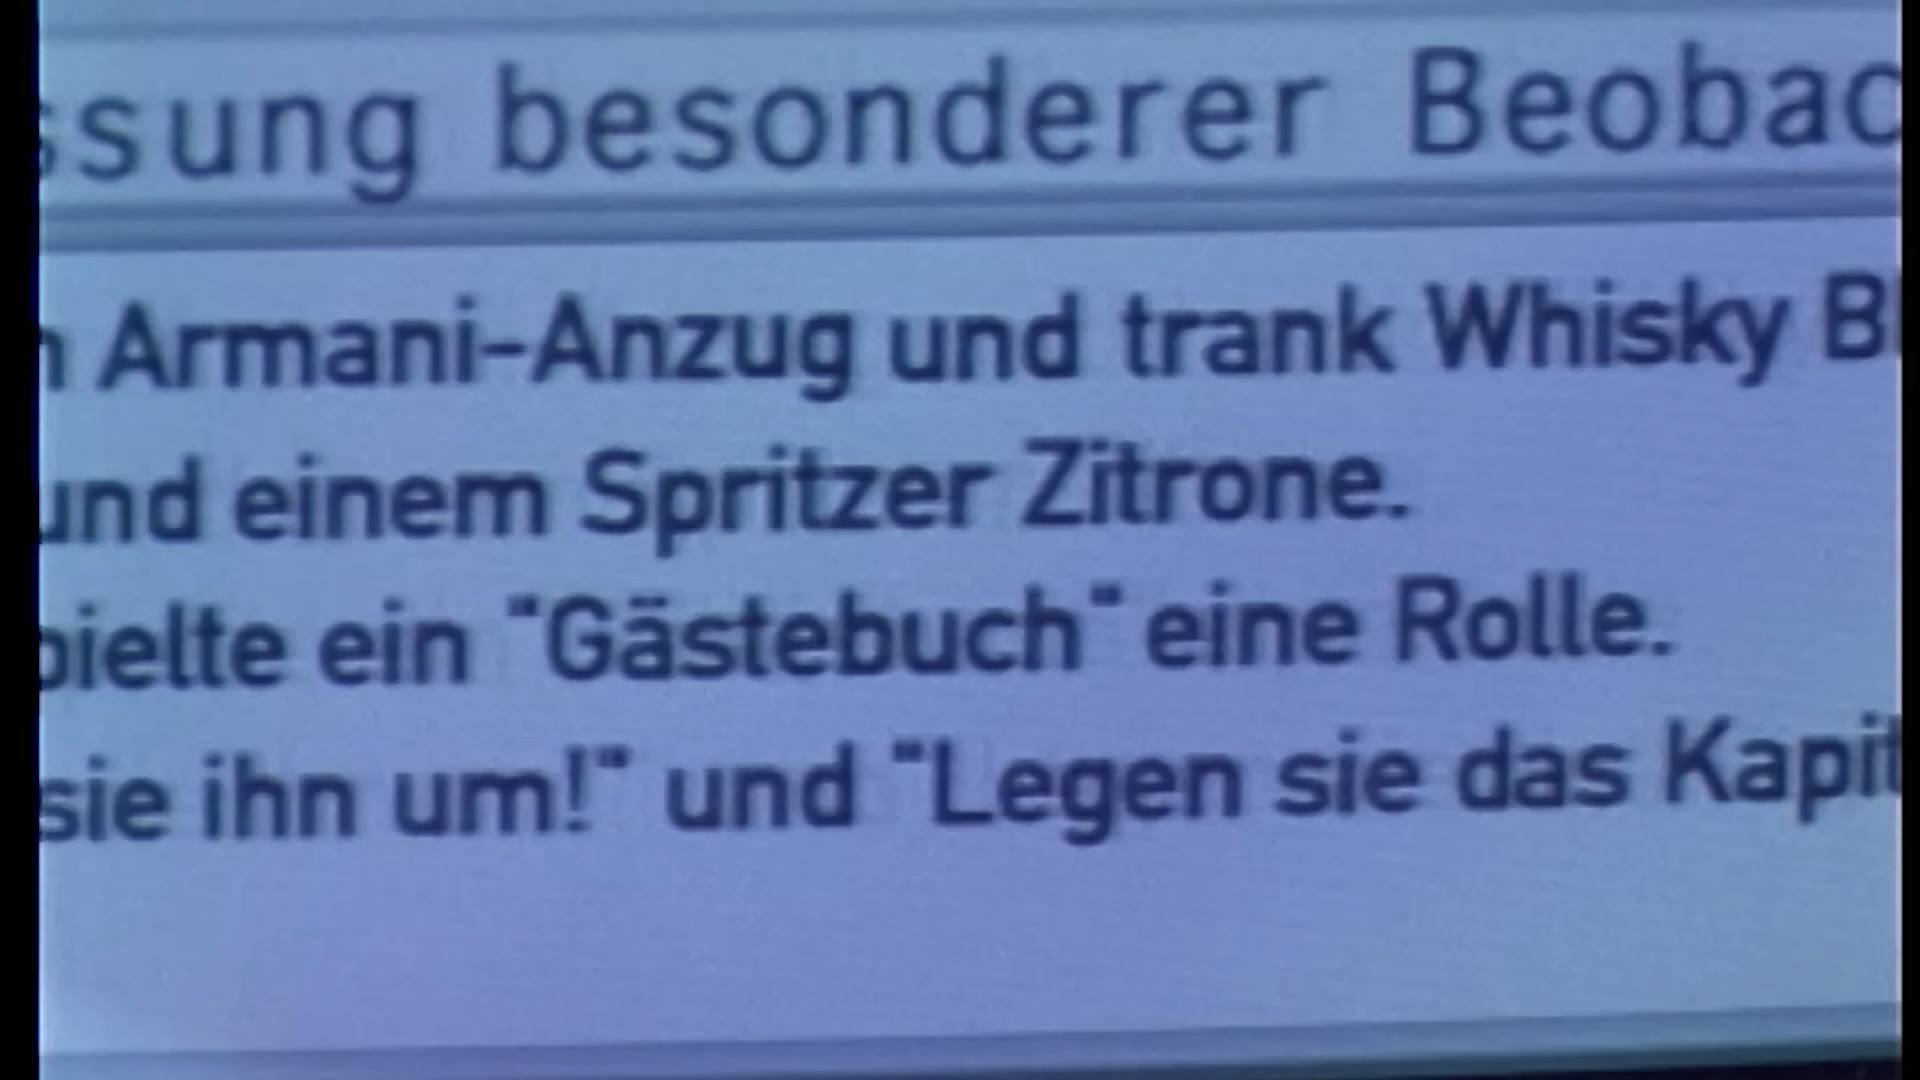 ssung besonderer Beobac
n Armani-Anzug und trank Whisky B
und einem Spritzer Zitrone.
pielte ein "Gästebuch" eine Rolle.
sie ihn um!" und "Legen sie das Kapit